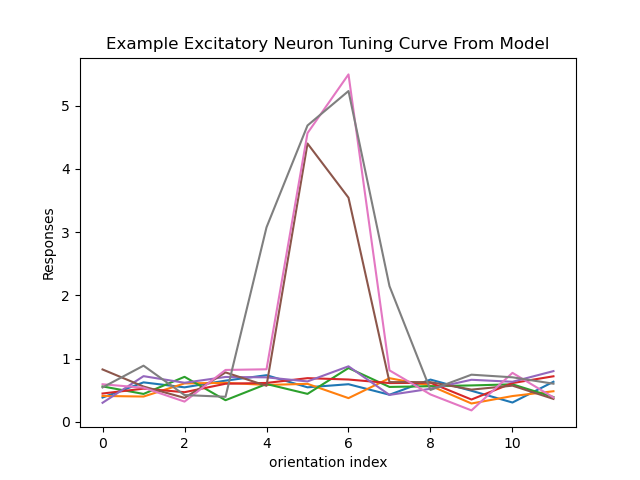 Example Excitatory Neuron Tuning Curve From Model
Responses
5
4
3
2
1
0
0 2 4 6 8 10
orientation index